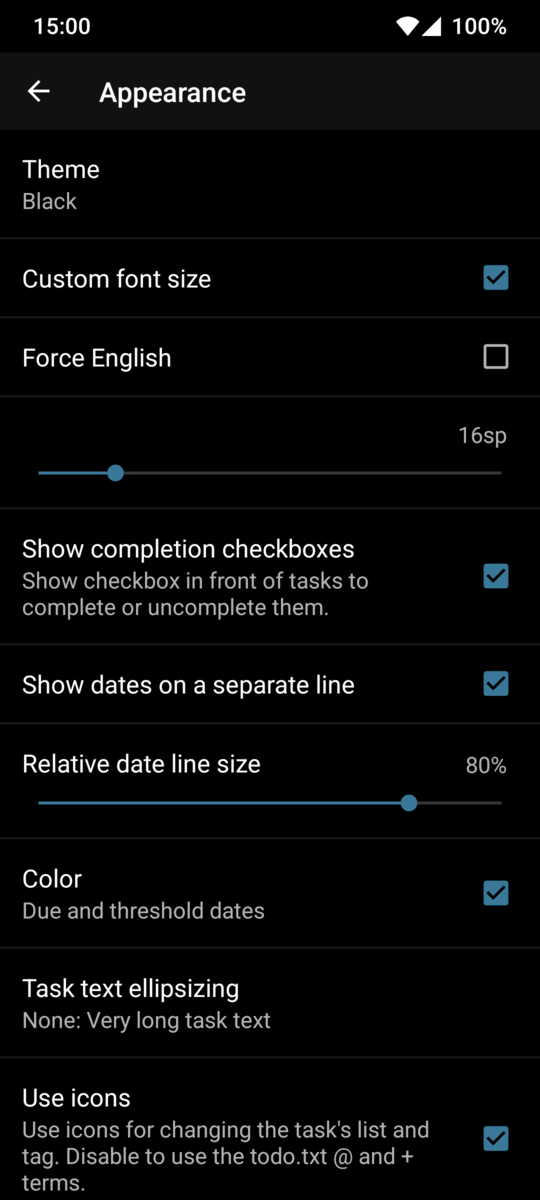 15:00 100%
Appearance
Theme
Black
Custom font size
Force English
16sp
Show completion checkboxes
Show checkbox in front of tasks to
complete or uncomplete them.
Show dates on a separate line
Relative date line size 80%
Color
Due and threshold dates
Task text ellipsizing
None: Very long task text
Use icons
Use icons for changing the task's list and
tag. Disable to use the todo.txt @ and +
terms.